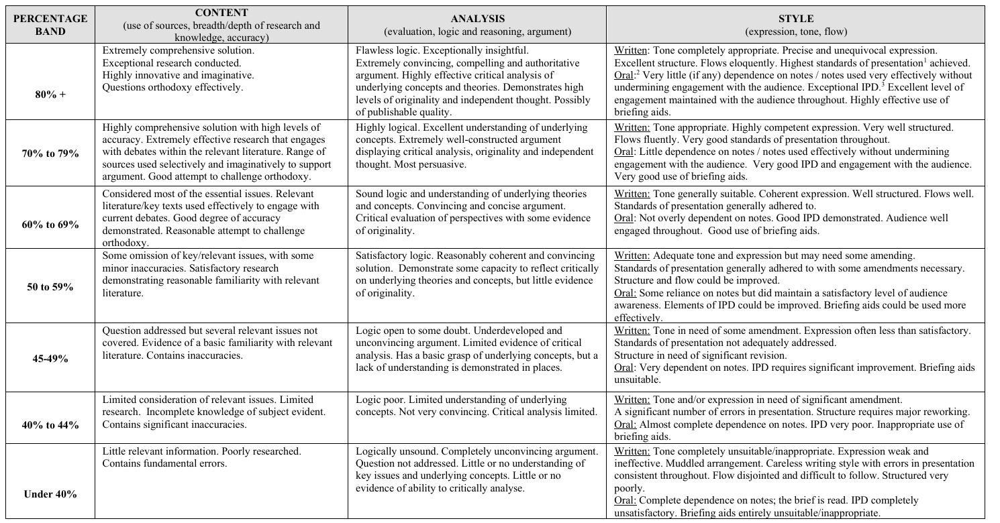 PERCENTAGE
BAND
CONTENT
(use of sources, breadth/depth of research and
knowledge, accuracy)
ANALYSIS
(evaluation, logic and reasoning, argument)
STYLE
(expression, tone, flow)
80% +
Extremely comprehensive solution.
Exceptional research conducted.
Highly innovative and imaginative.
Questions orthodoxy effectively.
Flawless logic. Exceptionally insightful.
Extremely convincing, compelling and authoritative
argument. Highly effective critical analysis of
underlying concepts and theories. Demonstrates high
levels of originality and independent thought. Possibly
of publishable quality.
Written: Tone completely appropriate. Precise and unequivocal expression.
Excellent structure. Flows eloquently. Highest standards of presentation1 achieved.
Oral:2 Very little (if any) dependence on notes / notes used very effectively without
undermining engagement with the audience. Exceptional IPD.3 Excellent level of
engagement maintained with the audience throughout. Highly effective use of
briefing aids.
70% to 79%
Highly comprehensive solution with high levels of
accuracy. Extremely effective research that engages
with debates within the relevant literature. Range of
sources used selectively and imaginatively to support
argument. Good attempt to challenge orthodoxy.
Highly logical. Excellent understanding of underlying
concepts. Extremely well-constructed argument
displaying critical analysis, originality and independent
thought. Most persuasive.
Written: Tone appropriate. Highly competent expression. Very well structured.
Flows fluently. Very good standards of presentation throughout.
Oral: Little dependence on notes / notes used effectively without undermining
engagement with the audience.  Very good IPD and engagement with the audience.
Very good use of briefing aids.
60% to 69%
Considered most of the essential issues. Relevant
literature/key texts used effectively to engage with
current debates. Good degree of accuracy
demonstrated. Reasonable attempt to challenge
orthodoxy.
Sound logic and understanding of underlying theories
and concepts. Convincing and concise argument.
Critical evaluation of perspectives with some evidence
of originality.
Written: Tone generally suitable. Coherent expression. Well structured. Flows well.
Standards of presentation generally adhered to.
Oral: Not overly dependent on notes. Good IPD demonstrated. Audience well
engaged throughout.  Good use of briefing aids.
50 to 59%
Some omission of key/relevant issues, with some
minor inaccuracies. Satisfactory research
demonstrating reasonable familiarity with relevant
literature.
Satisfactory logic. Reasonably coherent and convincing
solution.  Demonstrate some capacity to reflect critically
on underlying theories and concepts, but little evidence
of originality.
Written: Adequate tone and expression but may need some amending.
Standards of presentation generally adhered to with some amendments necessary.
Structure and flow could be improved.
Oral: Some reliance on notes but did maintain a satisfactory level of audience
awareness. Elements of IPD could be improved. Briefing aids could be used more
effectively.
45-49%
Question addressed but several relevant issues not
covered. Evidence of a basic familiarity with relevant
literature. Contains inaccuracies.
Logic open to some doubt. Underdeveloped and
unconvincing argument. Limited evidence of critical
analysis. Has a basic grasp of underlying concepts, but a
lack of understanding is demonstrated in places.
Written: Tone in need of some amendment. Expression often less than satisfactory.
Standards of presentation not adequately addressed.
Structure in need of significant revision.
Oral: Very dependent on notes. IPD requires significant improvement. Briefing aids
unsuitable.
40% to 44%
Limited consideration of relevant issues. Limited
research.  Incomplete knowledge of subject evident.
Contains significant inaccuracies.
Logic poor. Limited understanding of underlying
concepts. Not very convincing. Critical analysis limited.
Written: Tone and/or expression in need of significant amendment.
A significant number of errors in presentation. Structure requires major reworking.
Oral: Almost complete dependence on notes. IPD very poor. Inappropriate use of
briefing aids.
Under 40%
Little relevant information. Poorly researched.
Contains fundamental errors.
Logically unsound. Completely unconvincing argument.
Question not addressed. Little or no understanding of
key issues and underlying concepts. Little or no
evidence of ability to critically analyse.
Written: Tone completely unsuitable/inappropriate. Expression weak and
ineffective. Muddled arrangement. Careless writing style with errors in presentation
consistent throughout. Flow disjointed and difficult to follow. Structured very
poorly.
Oral: Complete dependence on notes; the brief is read. IPD completely
unsatisfactory. Briefing aids entirely unsuitable/inappropriate.